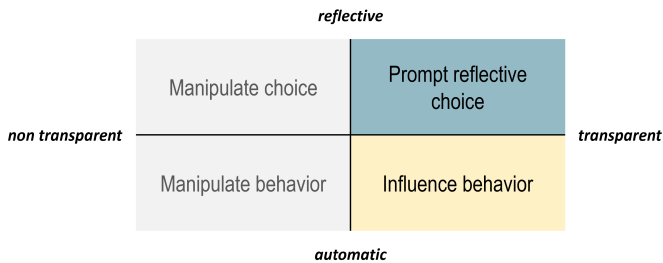 reflective
Manipulate choice
Prompt reflective
choice
non transparent
transparent
Manipulate behavior
Influence behavior
automatic